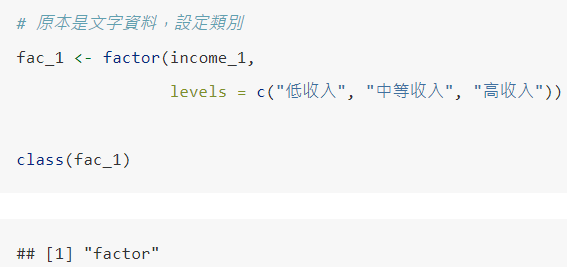 # 原本是文字資料，設定類別
fac_1 <- factor(income_1,
levels = c("低收入", "中等收入", "高收入"))
class(fac_1)
## [1] "factor"